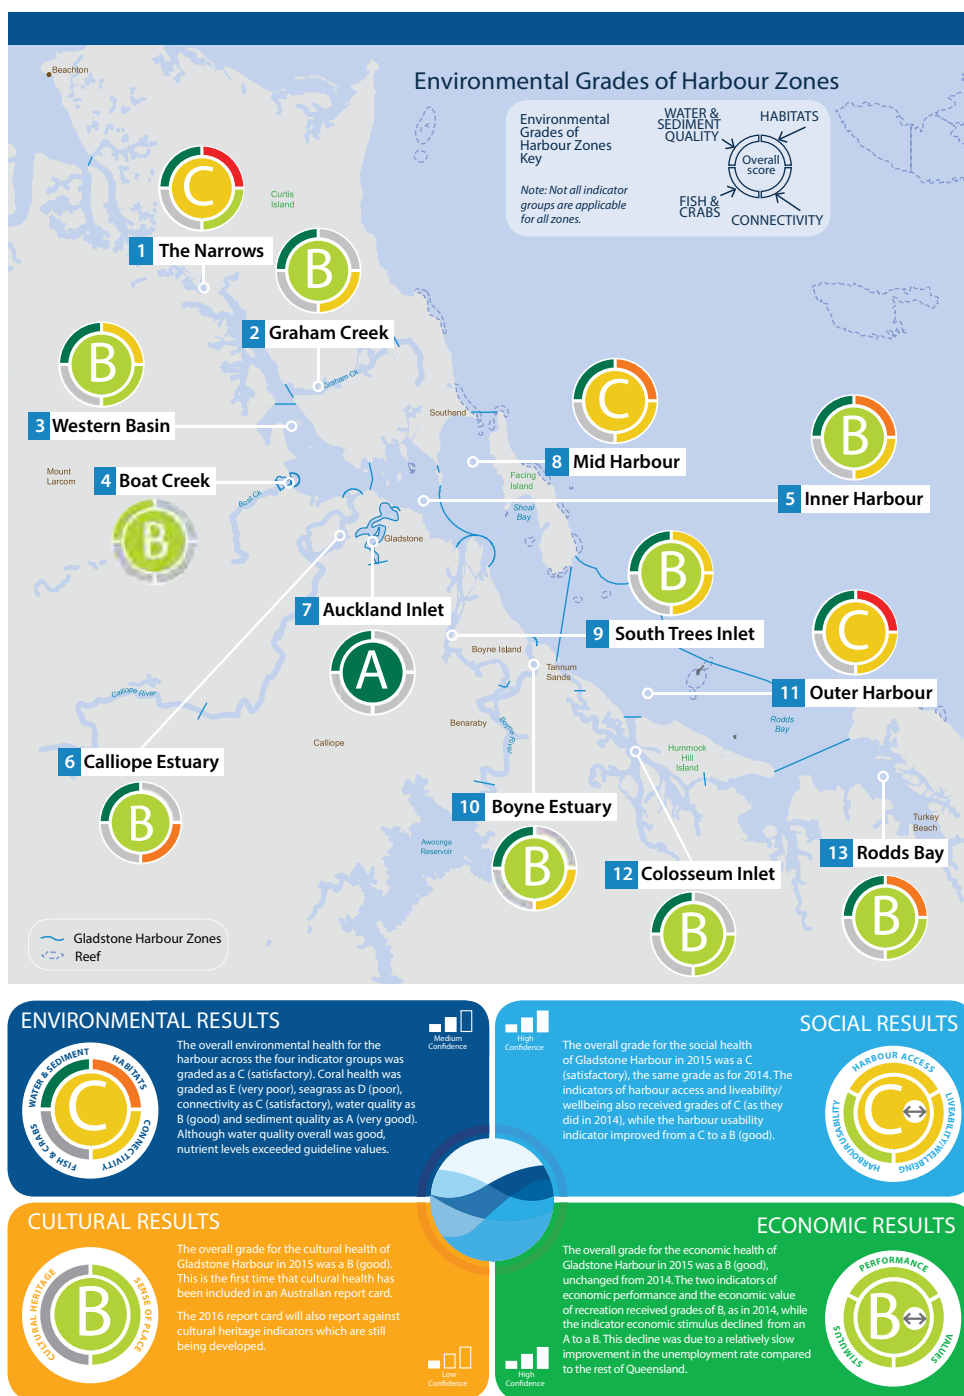 Environmental Grades of Harbour Zones
Environmental
Grades of
Harbour Zones
Key
Note: Not all indicator
groups are applicable
for all zones.
WATER &
SEDIMENT
QUALITY
HABITATS
Overall
score
FISH &
CRABS
CONNECTIVITY
Beachton
Curtis
Island
C
1 The Narrows
B
2 Graham Creek
Graham Ck
B
3 Western Basin
Southend
C
8 Mid Harbour
B
5 Inner Harbour
Mount
Larcom
4 Boat Creek
Boat Ck
B
Facing
Island
Shoal
Bay
Gladstone
B
9 South Trees Inlet
7 Auckland Inlet
A
C
11 Outer Harbour
Boyne Island
Tannum
Sands
Calliope River
Benaraby
Boyne River
Calliope
Rodds
Bay
Hummock
Hill
Island
6 Calliope Estuary
B
10 Boyne Estuary
B
Awoonga
Reservoir
Turkey
Beach
13 Rodds Bay
B
12 Colosseum Inlet
B
Gladstone Harbour Zones
Reef
ENVIRONMENTAL RESULTS
Medium
Confidence
WATER & SEDIMENT
HABITATS
CONNECTIVITY
FISH & CRABS
C
The overall environmental health for the
harbour across the four indicator groups was
graded as a C (satisfactory). Coral health was
graded as E (very poor), seagrass as D (poor),
connectivity as C (satisfactory), water quality as
B (good) and sediment quality as A (very good).
Although water quality overall was good,
nutrient levels exceeded guideline values.
High
Confidence
SOCIAL RESULTS
The overall grade for the social health
of Gladstone Harbour in 2015 was a C
(satisfactory), the same grade as for 2014. The
indicators of harbour access and liveability/
wellbeing also received grades of C (as they
did in 2014), while the harbour usability
indicator improved from a C to a B (good).
HARBOUR ACCESS
LIVEABILITY/WELLBEING
HARBOUR USABILITY
C
CULTURAL RESULTS
CULTURAL HERITAGE
SENSE OF PLACE
B
The overall grade for the cultural health of
Gladstone Harbour in 2015 was a B (good).
This is the first time that cultural health has
been included in an Australian report card.
The 2016 report card will also report against
cultural heritage indicators which are still
being developed.
Low
Confidence
ECONOMIC RESULTS
The overall grade for the economic health of
Gladstone Harbour in 2015 was a B (good),
unchanged from 2014. The two indicators of
economic performance and the economic value
of recreation received grades of B, as in 2014, while
the indicator economic stimulus declined from an
A to a B. This decline was due to a relatively slow
improvement in the unemployment rate compared
to the rest of Queensland.
High
Confidence
PERFORMANCE
VALUES
STIMULUS
B